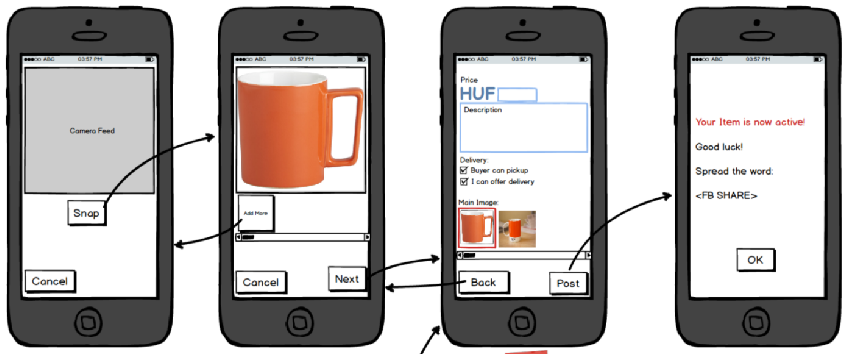 ABC 03:57 PM
Camera Feed
Snap
Cancel
ABC 03:57 PM
Add More
Cancel
Next
ABC 03:57 PM
Price
HUF
Description
Delivery
Buyer can pickup
I can offer delivery
Main Image:
Back
Post
ABC 03:57 PM
Your Item is now active!
Good luck!
Spread the word:
<FB SHARE>
OK